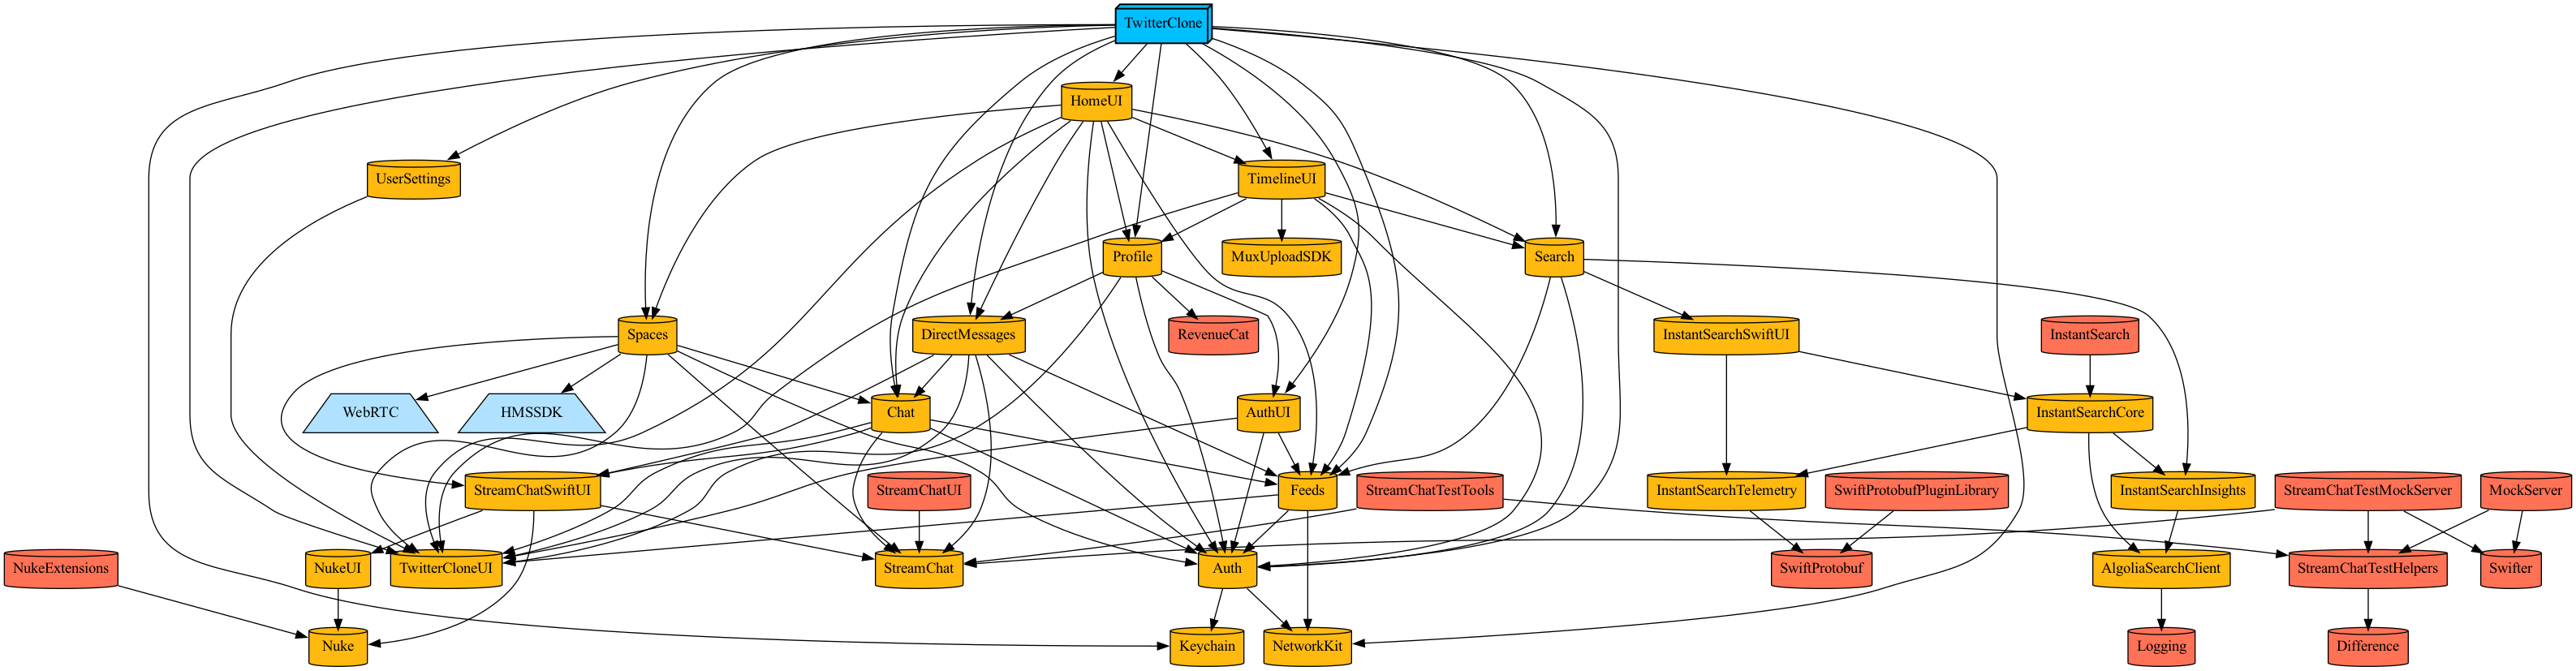 TwitterClone
HomeUI
UserSettings
TimelineUI
Profile
MuxUploadSDK
Search
Spaces
DirectMessages
RevenueCat
InstantSearchSwiftUI
InstantSearch
WebRTC
HMSSDK
Chat
AuthUI
InstantSearchCore
StreamChatSwiftUI
StreamChatUI
Feeds
StreamChatTestTools
InstantSearchTelemetry
SwiftProtobufPluginLibrary
InstantSearchInsights
StreamChatTestMockServer
MockServer
NukeExtensions
NukeUI
TwitterCloneUI
StreamChat
Auth
SwiftProtobuf
AlgoliaSearchClient
StreamChatTestHelpers
Swifter
Nuke
Keychain
NetworkKit
Logging
Difference